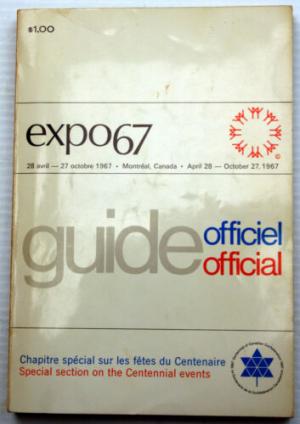 $1.00
expo67
28 avril — 27 octobre 1967 • Montréal, Canada • April 28 — October 27, 1967
guide officiel
official
Chapitre spécial sur les fêtes du Centenaire
Special section on the Centennial events